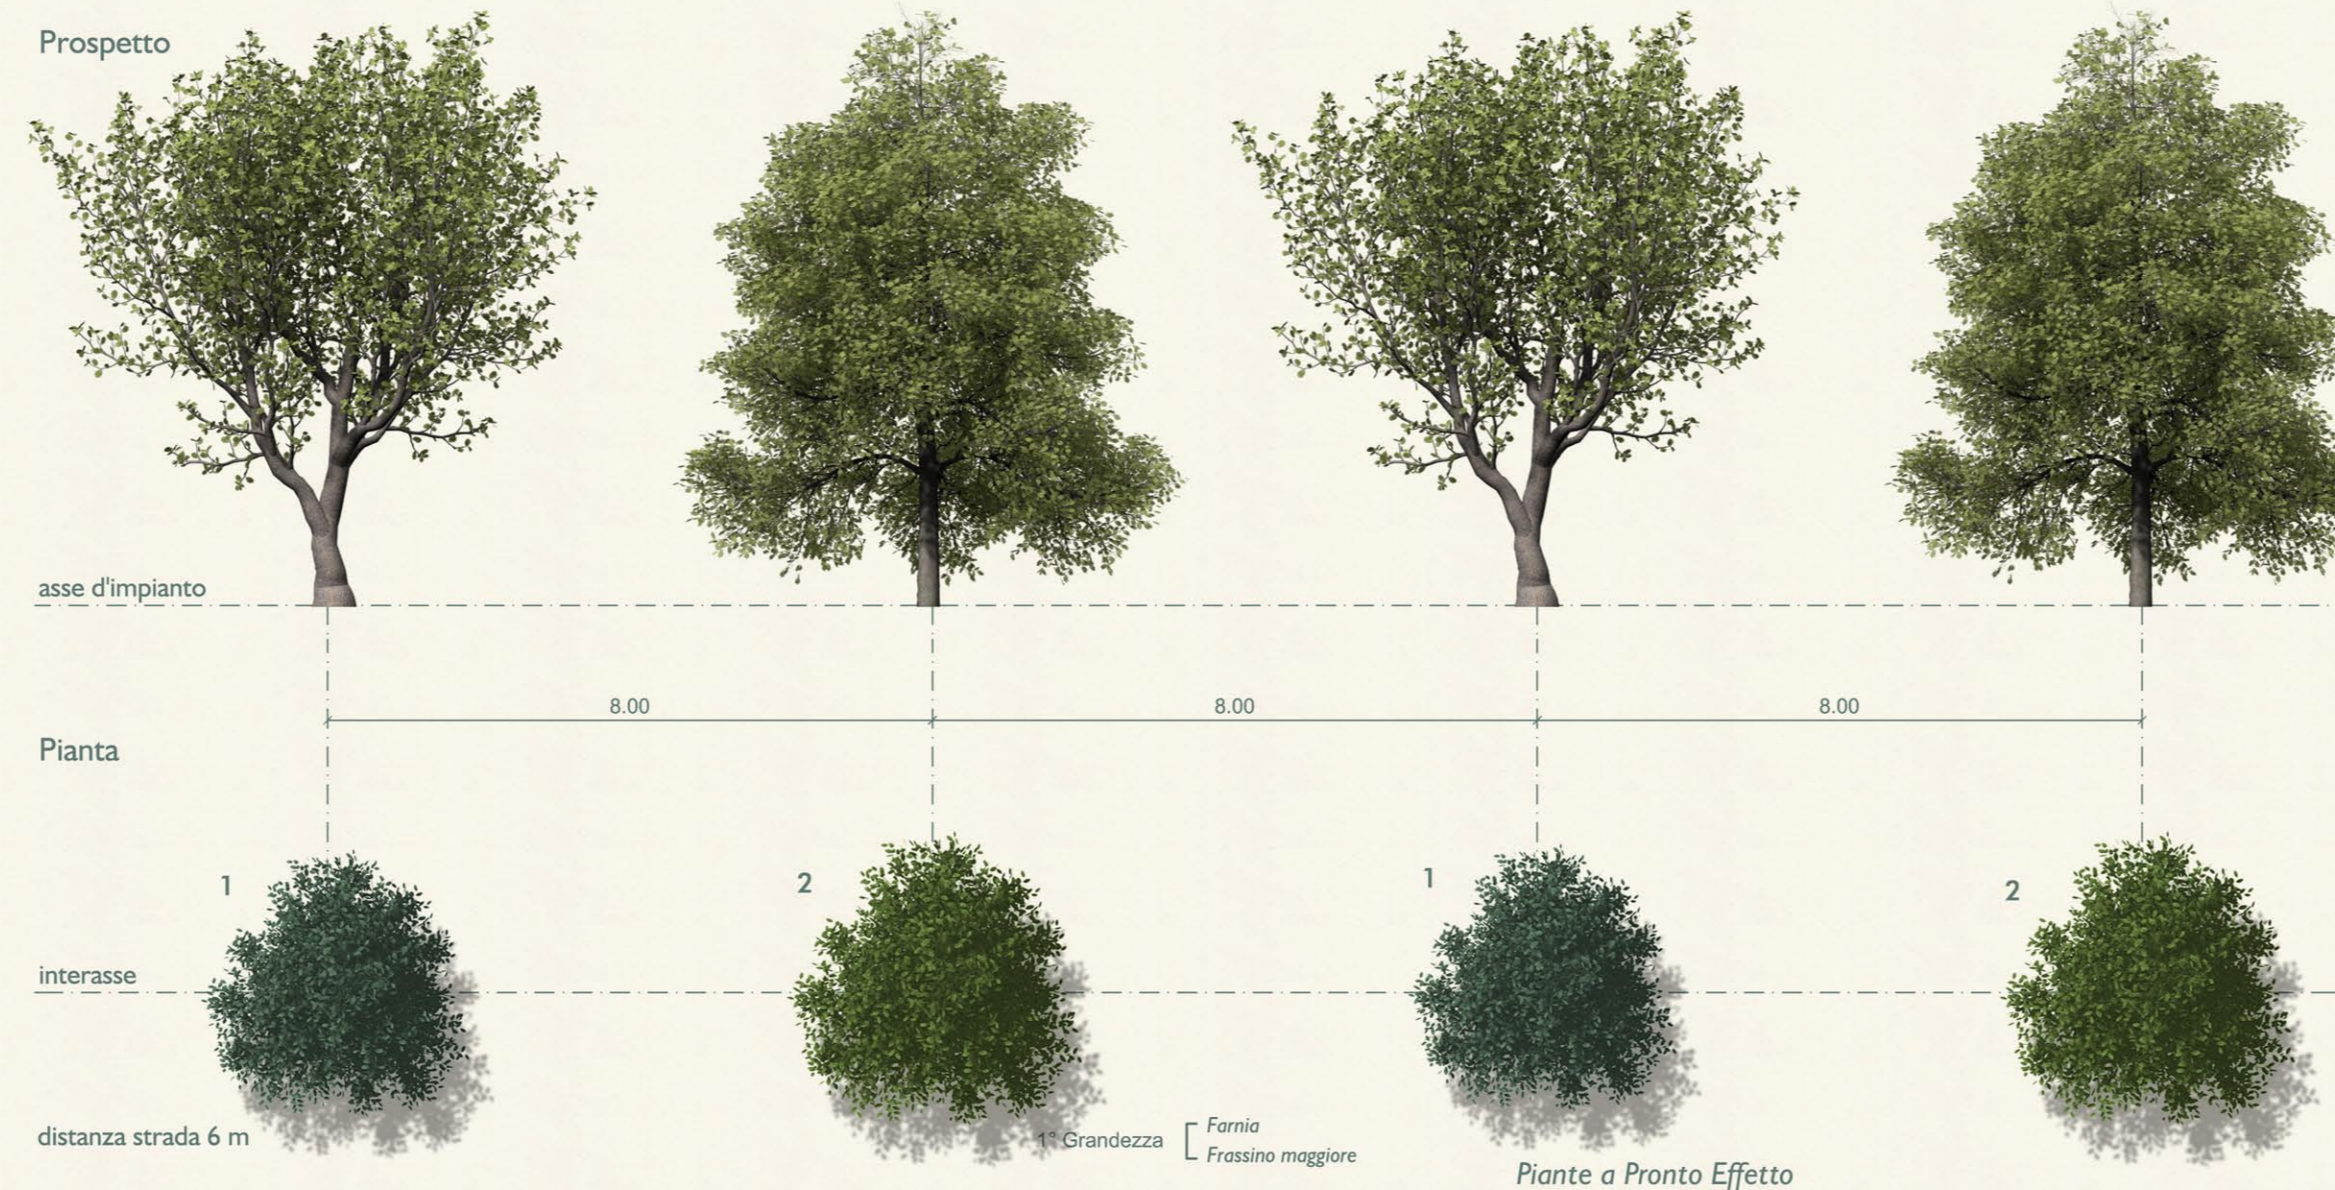 Prospetto
asse d'impianto
8.00 8.00 8.00
Pianta
1 2 1 2
interasse
distanza strada 6 m
1° Grandezza
Farnia
Frassino maggiore
Piante a Pronto Effetto